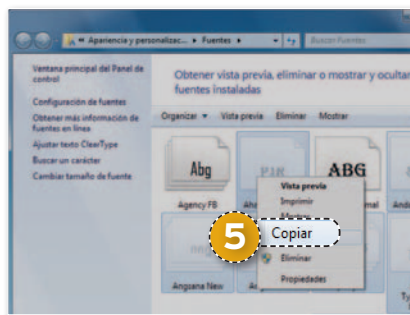 « Apariencia y personalizac... ▸ Fuentes ▸
Buscar Fuentes
Ventana principal del Panel de
control
Configuración de fuentes
Obtener más información de
fuentes en línea
Ajustar texto ClearType
Buscar un carácter
Cambiar tamaño de fuente
Obtener vista previa, eliminar o mostrar y ocultar
fuentes instaladas
Organizar
Vista previa
Eliminar
Mostrar
Abg
ABG
Agency FB
Vista previa
Imprimir
5
Copiar
Eliminar
Propiedades
Angsana New